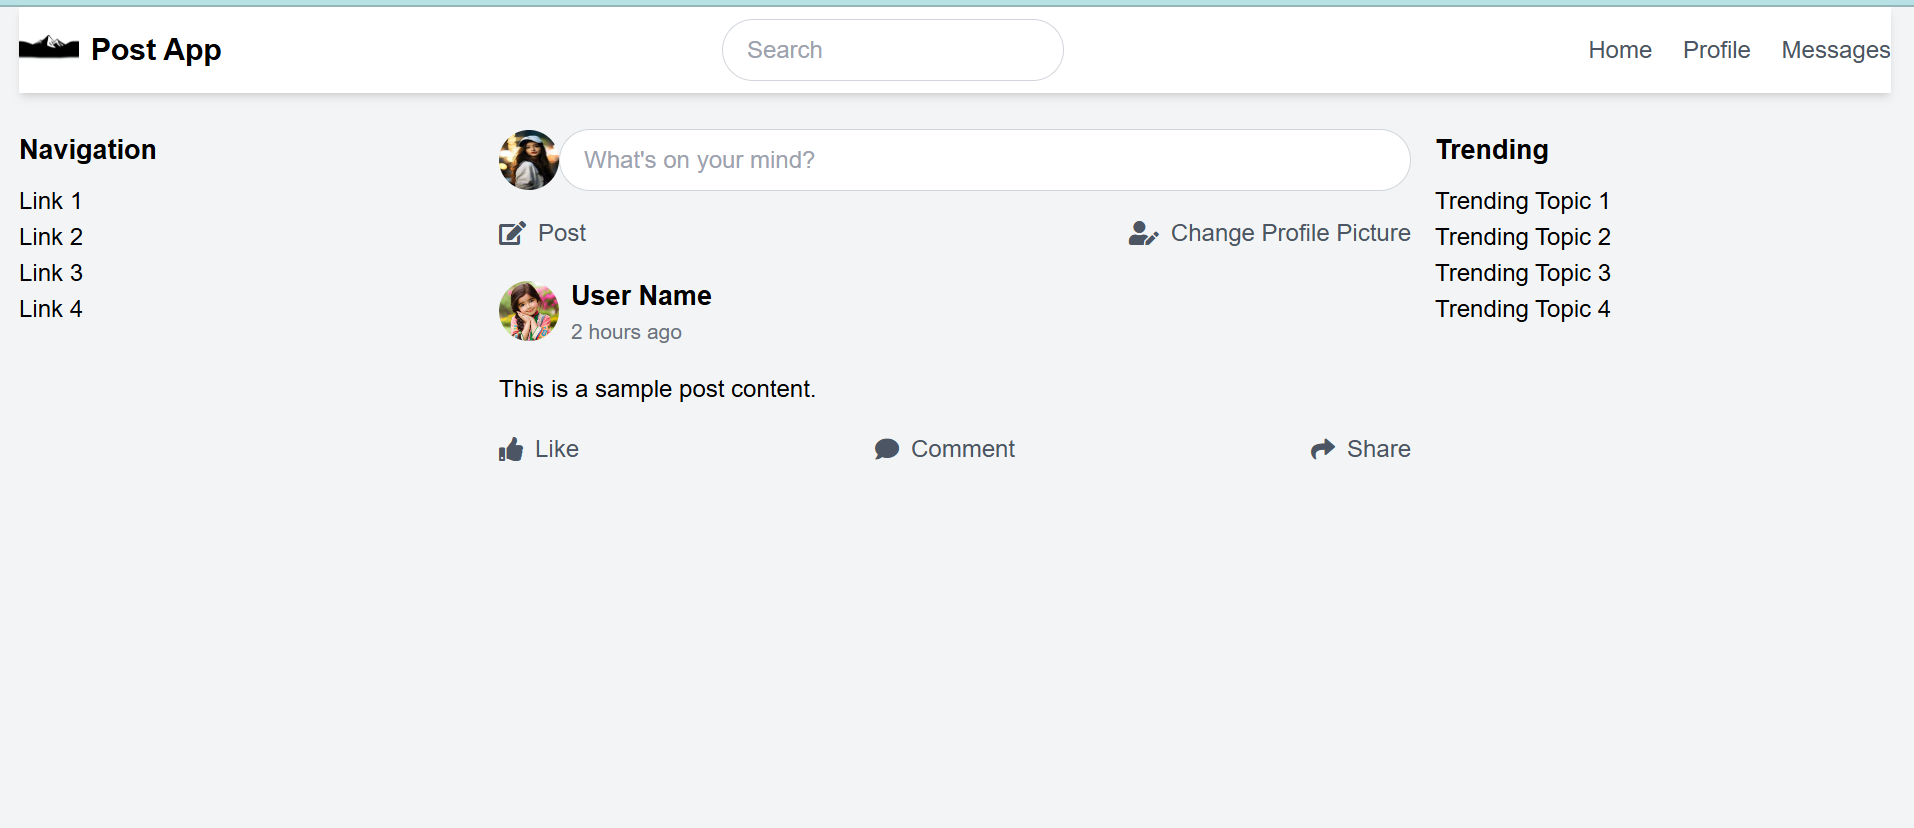 Post App
Search
Home Profile Messages
Navigation
Link 1
Link 2
Link 3
Link 4
What's on your mind?
Post
Change Profile Picture
User Name
2 hours ago
This is a sample post content.
Like
Comment
Share
Trending
Trending Topic 1
Trending Topic 2
Trending Topic 3
Trending Topic 4